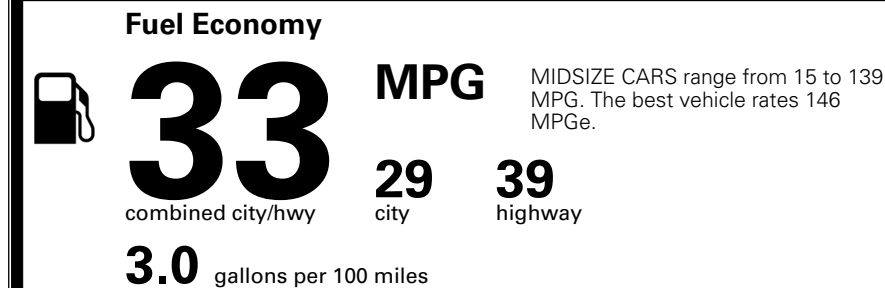 Fuel Economy
33 MPG
MIDSIZE CARS range from 15 to 139
MPG. The best vehicle rates 146
MPGe.
29 39
combined city/hwy city highway
3.0 gallons per 100 miles